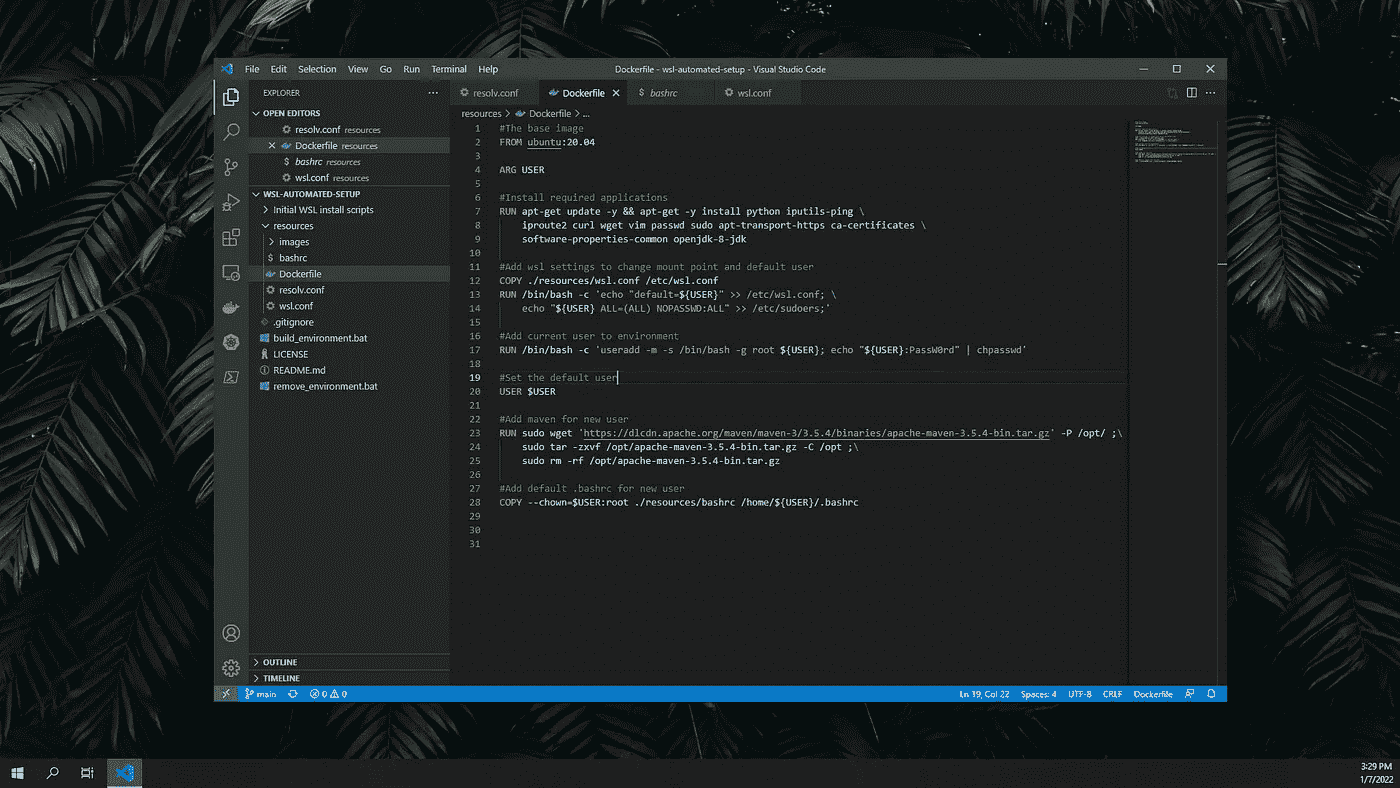 File Edit Selection View Go Run Terminal Help
Dockerfile - wsl-automated-setup - Visual Studio Code
EXPLORER
OPEN EDITORS
resolv.conf resources
Dockerfile resources
$ bashrc resources
wsl.conf resources
WSL-AUTOMATED-SETUP
Initial WSL install scripts
resources
images
$ bashrc
Dockerfile
resolv.conf
wsl.conf
.gitignore
build_environment.bat
LICENSE
README.md
remove_environment.bat
OUTLINE
TIMELINE
resolv.conf Dockerfile $ bashrc wsl.conf
resources > Dockerfile > ...
1 #The base image
2 FROM ubuntu:20.04
3
4 ARG USER
5
6 #Install required applications
7 RUN apt-get update -y && apt-get -y install python iputils-ping \
8 iproute2 curl wget vim passwd sudo apt-transport-https ca-certificates \
9 software-properties-common openjdk-8-jdk
10
11 #Add wsl settings to change mount point and default user
12 COPY ./resources/wsl.conf /etc/wsl.conf
13 RUN /bin/bash -c 'echo "default=${USER}" >> /etc/wsl.conf; \
14 echo "${USER} ALL=(ALL) NOPASSWD:ALL" >> /etc/sudoers;'
15
16 #Add current user to environment
17 RUN /bin/bash -c 'useradd -m -s /bin/bash -g root ${USER}; echo "${USER}:PassW0rd" | chpasswd'
18
19 #Set the default user
20 USER $USER
21
22 #Add maven for new user
23 RUN sudo wget 'https://dlcdn.apache.org/maven/maven-3/3.5.4/binaries/apache-maven-3.5.4-bin.tar.gz' -P /opt/ ;\
24 sudo tar -zxvf /opt/apache-maven-3.5.4-bin.tar.gz -C /opt ;\
25 sudo rm -rf /opt/apache-maven-3.5.4-bin.tar.gz
26
27 #Add default .bashrc for new user
28 COPY --chown=$USER:root ./resources/bashrc /home/${USER}/.bashrc
29
30
31
main 0 0
Ln 19, Col 22 Spaces: 4 UTF-8 CRLF Dockerfile
3:29 PM
1/7/2022